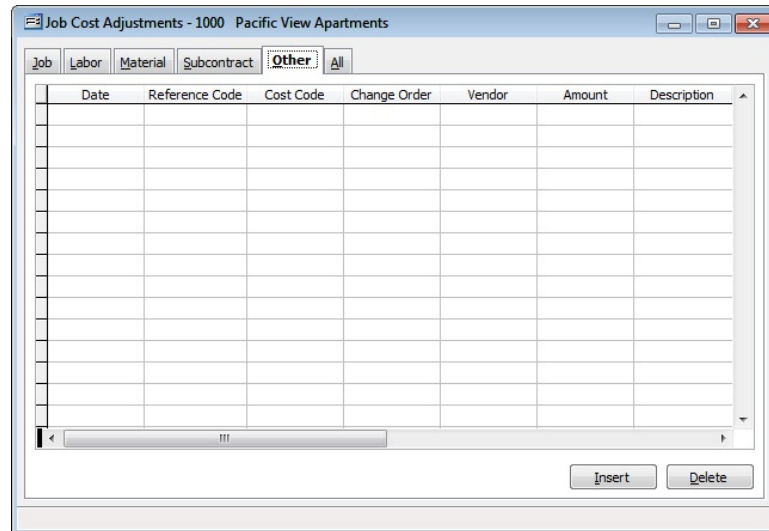 Job Cost Adjustments - 1000 Pacific View Apartments
Job Labor Material Subcontract Other All
Date Reference Code Cost Code Change Order Vendor Amount Description
Insert Delete